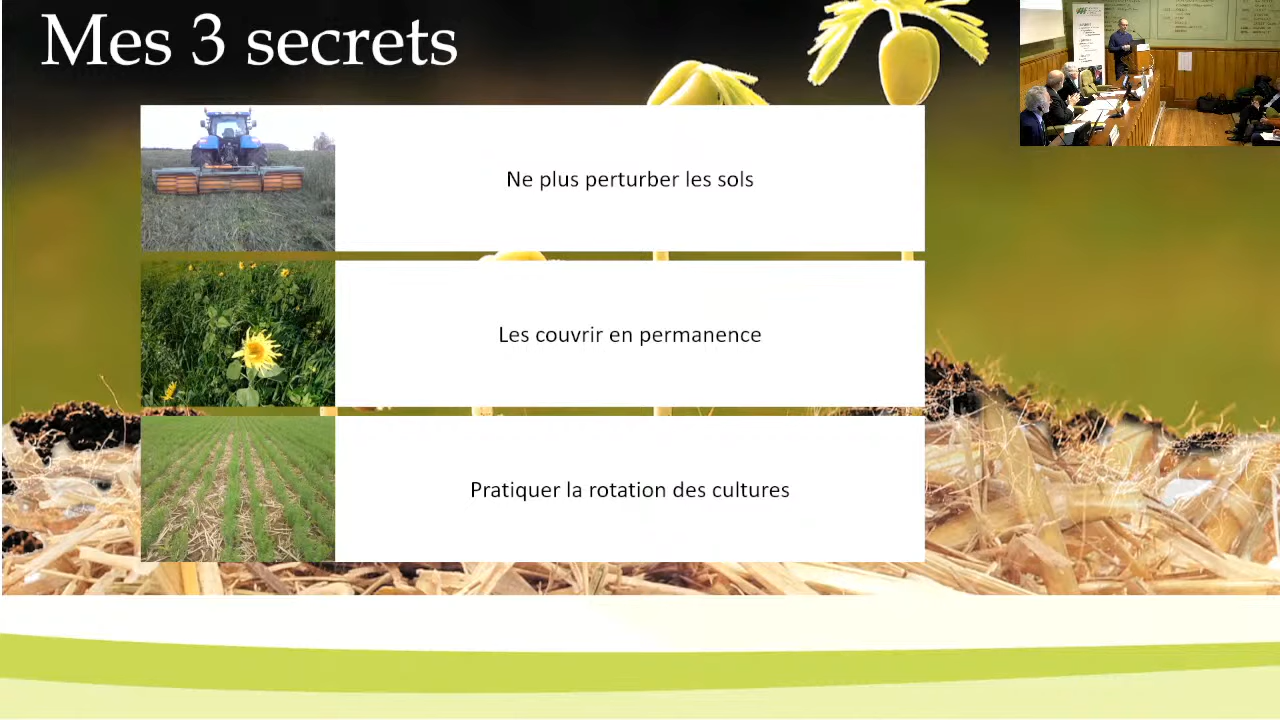 Mes 3 secrets
Ne plus perturber les sols
Les couvrir en permanence
Pratiquer la rotation des cultures